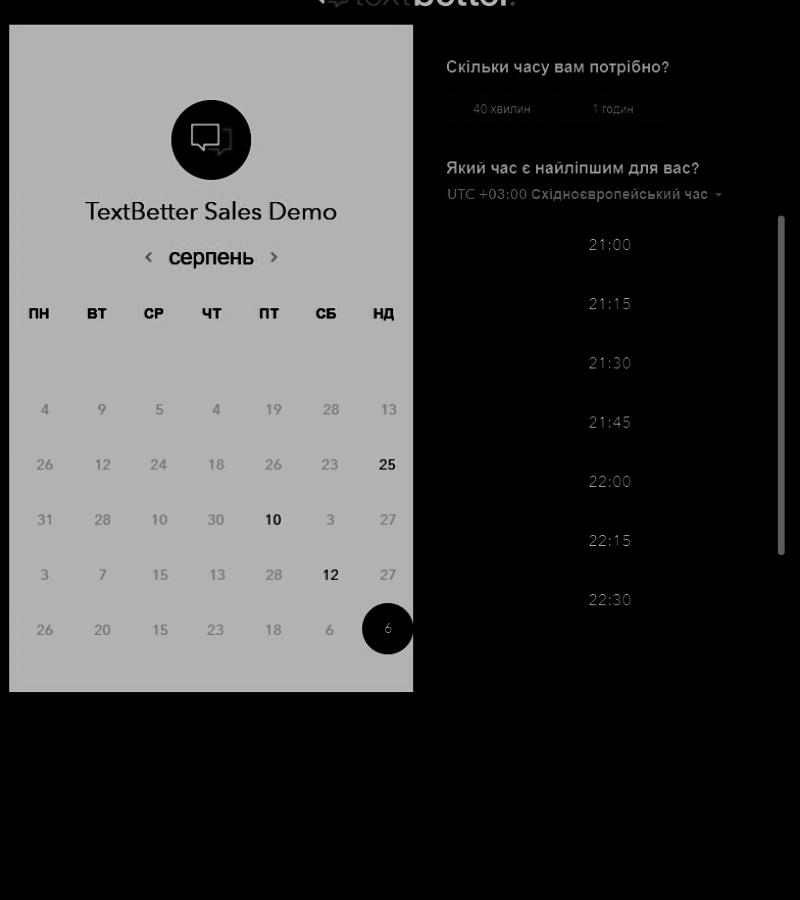 textbetter.
TextBetter Sales Demo
< серпень >
ПН ВТ СР ЧТ ПТ СБ НД
4 9 5 4 19 28 13
26 12 24 18 26 23 25
31 28 10 30 10 3 27
3 7 15 13 28 12 27
26 20 15 23 18 6 6
Скільки часу вам потрібно?
40 хвилин 1 годин
Який час є найліпшим для вас?
UTC +03:00 Східноєвропейський час
21:00
21:15
21:30
21:45
22:00
22:15
22:30